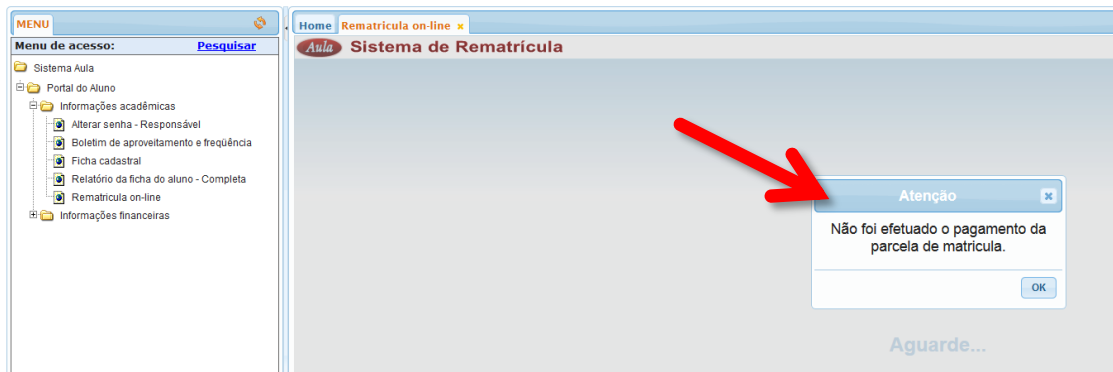 MENU
Menu de acesso: Pesquisar
Sistema Aula
Portal do Aluno
Informações acadêmicas
Alterar senha - Responsável
Boletim de aproveitamento e freqüência
Ficha cadastral
Relatório da ficha do aluno - Completa
Rematricula on-line
Informações financeiras
Home Rematricula on-line x
Aula Sistema de Rematrícula
Atenção x
Não foi efetuado o pagamento da
parcela de matricula.
OK
Aguarde...